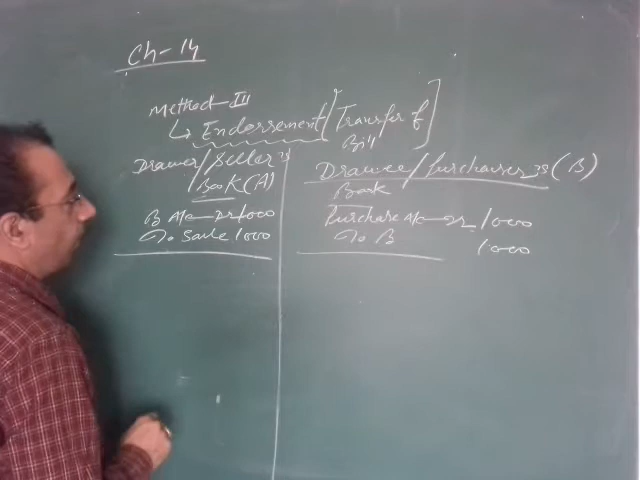 Ch-14
Method-III
↳ Endorsement/[Transfer of Bill]
Drawer/Seller's
Book (A)
B A/c — Dr 1000
To Sale 1000
Drawee/Purchaser's (B)
Book
Purchase A/c — Dr 1000
To B 1000